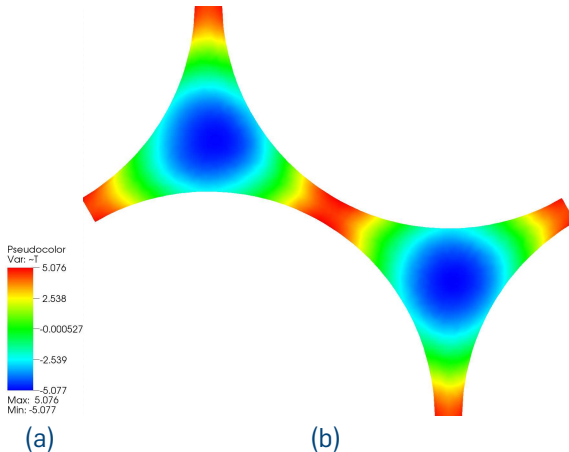 Pseudocolor
Var: ~T
5.076
2.538
-0.000527
-2.539
-5.077
Max: 5.076
Min: -5.077
(a) (b)